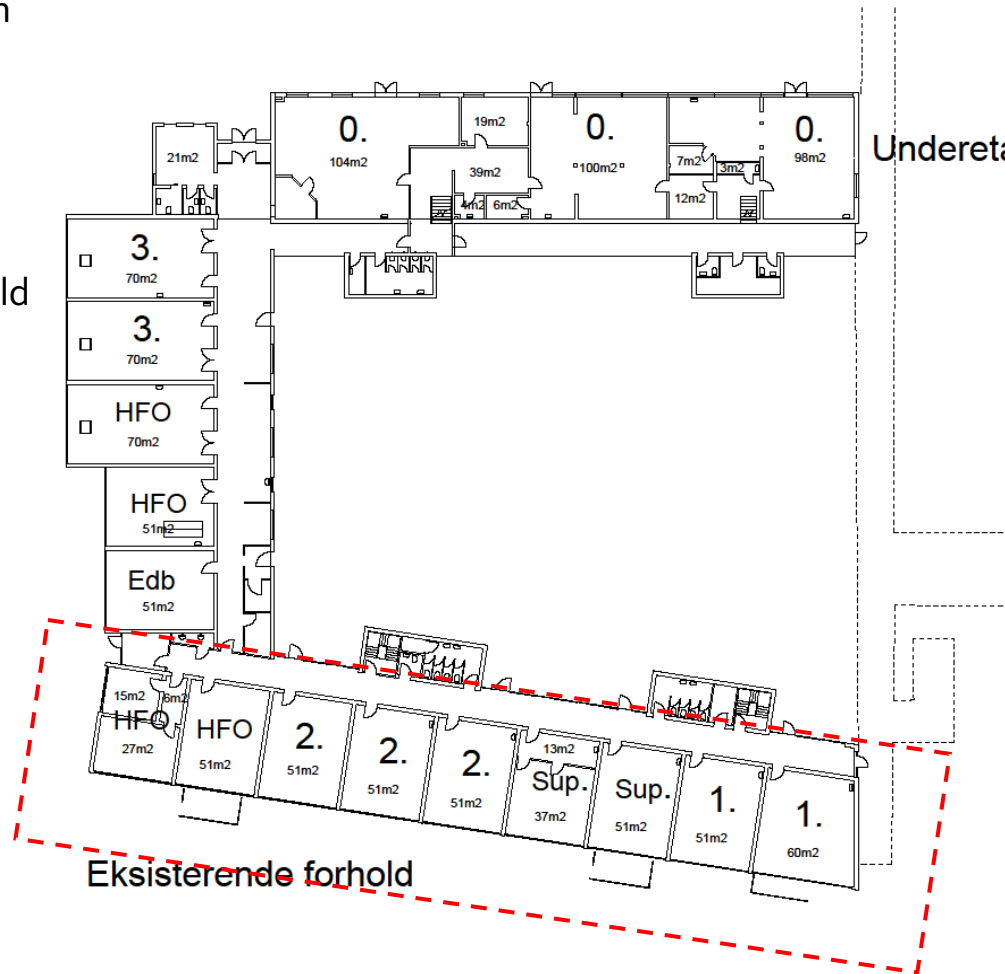 n
0.
104m2
19m2
39m2
4m2
6m2
0.
100m2
7m2
3m2
12m2
0.
98m2
Undereta
21m2
3.
70m2
ld
3.
70m2
HFO
70m2
HFO
51m2
Edb
51m2
15m2
6m2
HFO
27m2
HFO
51m2
2.
51m2
2.
51m2
2.
51m2
13m2
Sup.
37m2
Sup.
51m2
1.
51m2
1.
60m2
Eksisterende forhold